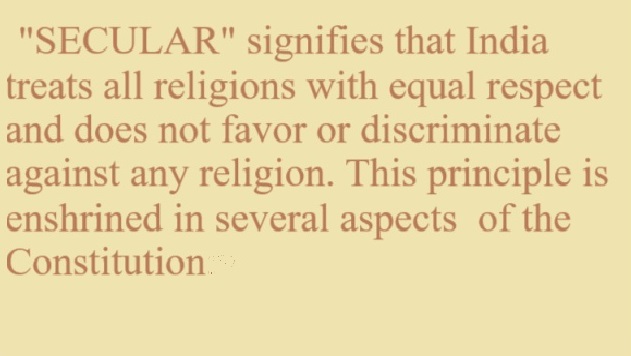 "SECULAR" signifies that India
treats all religions with equal respect
and does not favor or discriminate
against any religion. This principle is
enshrined in several aspects of the
Constitution